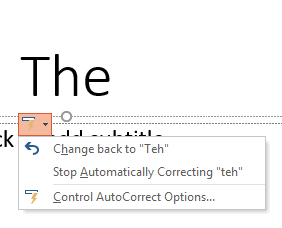 The
Change back to "Teh"
Stop Automatically Correcting "teh"
Control AutoCorrect Options...